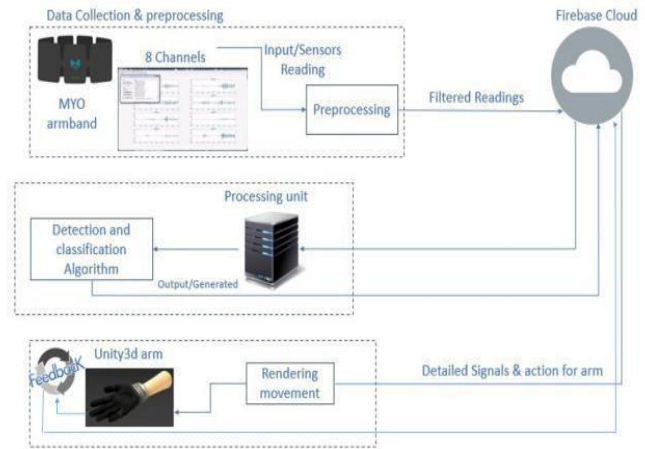 Data Collection & preprocessing
Firebase Cloud
8 Channels
Input/Sensors
Reading
MYO
armband
Preprocessing
Filtered Readings
Processing unit
Detection and
classification
Algorithm
Output/Generated
Unity3d arm
Feedback
Rendering
movement
Detailed Signals & action for arm